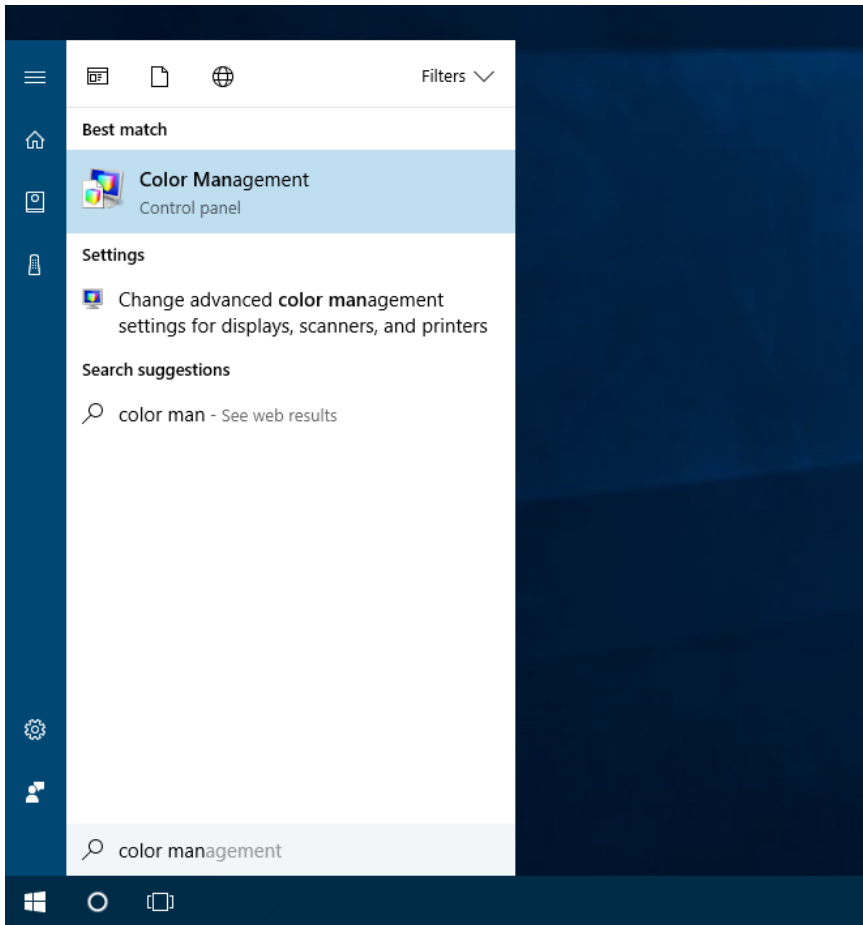 Filters
Best match
Color Management
Control panel
Settings
Change advanced color management
settings for displays, scanners, and printers
Search suggestions
color man - See web results
color management